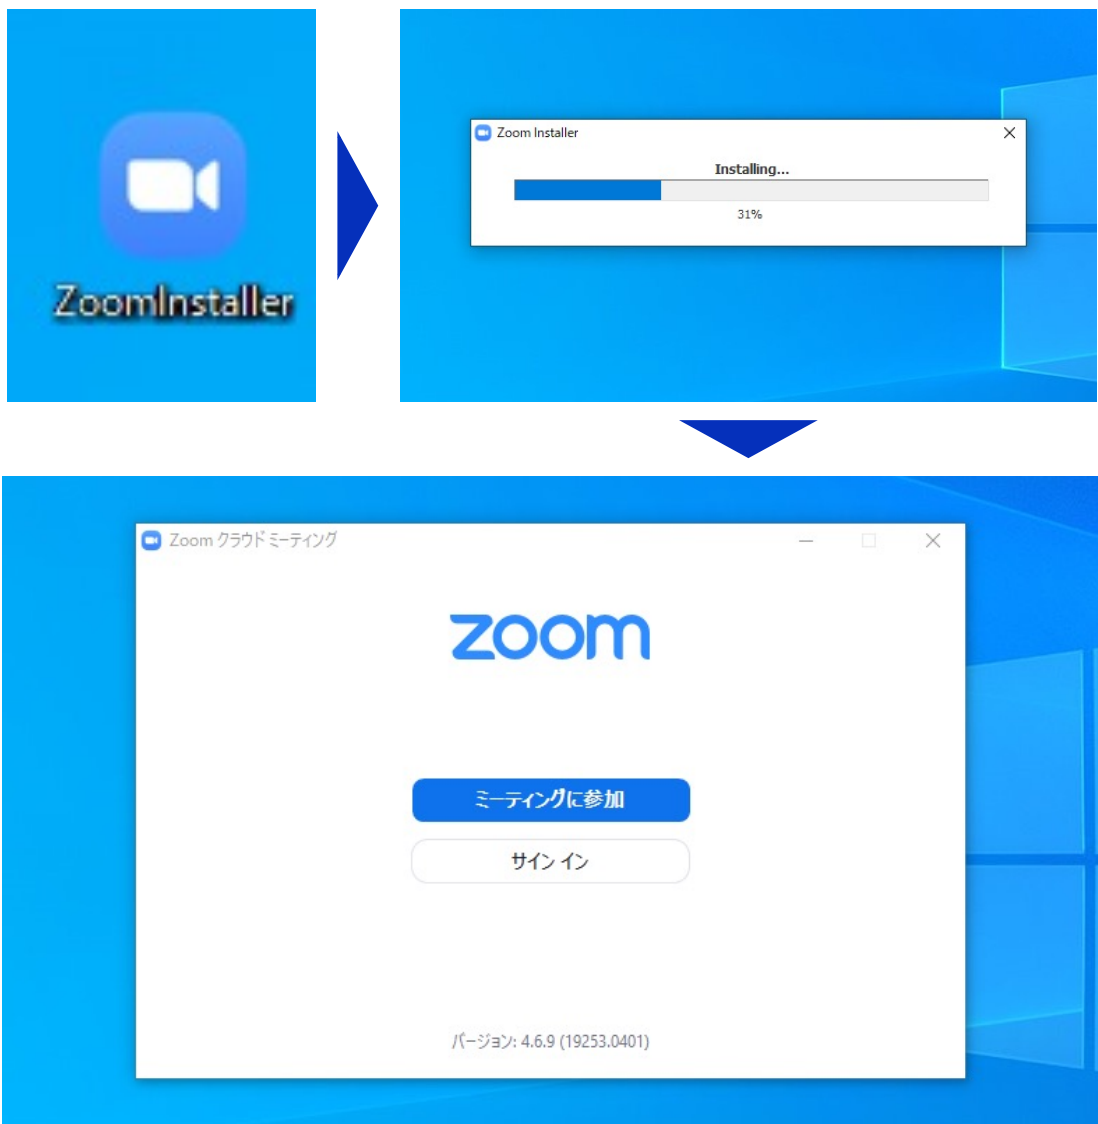 ZoomInstaller
Zoom Installer
Installing...
31%
Zoom クラウド ミーティング
zoom
ミーティングに参加
サイン イン
バージョン: 4.6.9 (19253.0401)